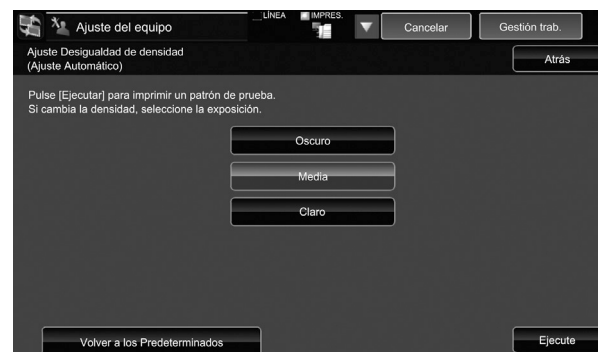 Ajuste del equipo
__LÍNEA
IMPRES.
Cancelar
Gestión trab.
Ajuste Desigualdad de densidad
(Ajuste Automático)
Atrás
Pulse [Ejecutar] para imprimir un patrón de prueba.
Si cambia la densidad, seleccione la exposición.
Oscuro
Media
Claro
Volver a los Predeterminados
Ejecute